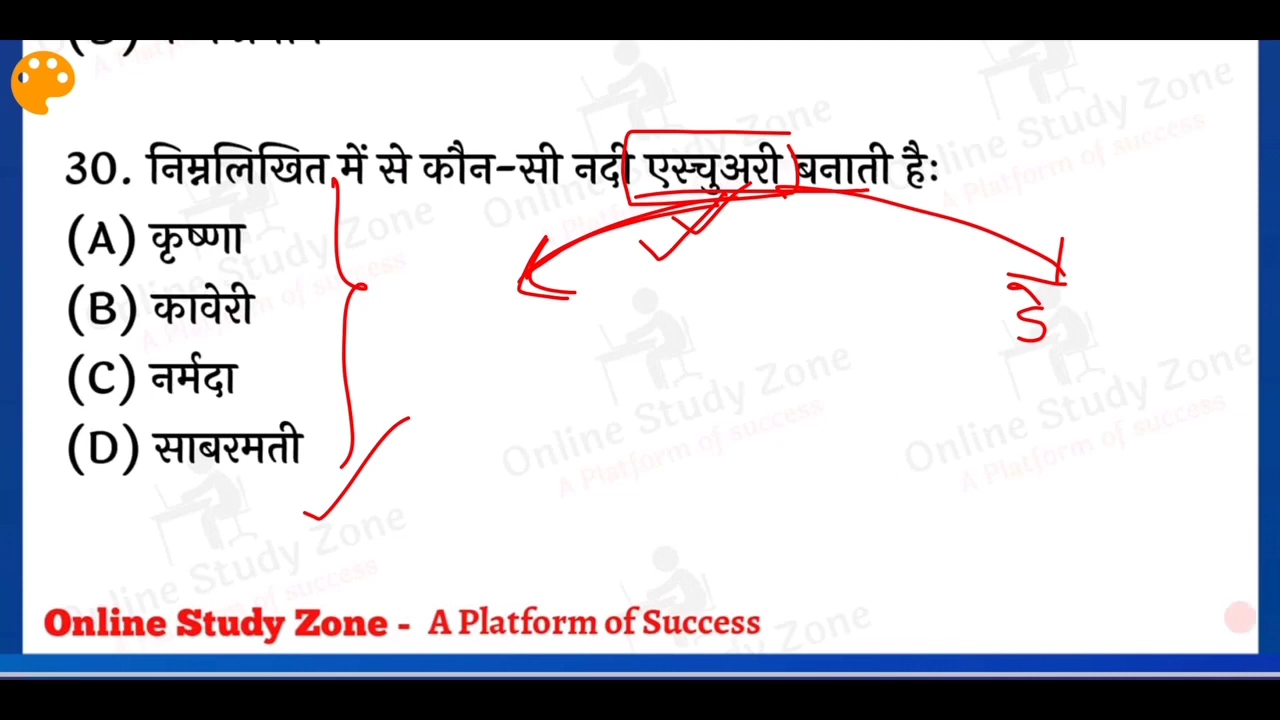 30. निम्नलिखित में से कौन-सी नदी एस्चुअरी बनाती है:
(A) कृष्णा
(B) कावेरी
(C) नर्मदा
(D) साबरमती
Online Study Zone - A Platform of Success